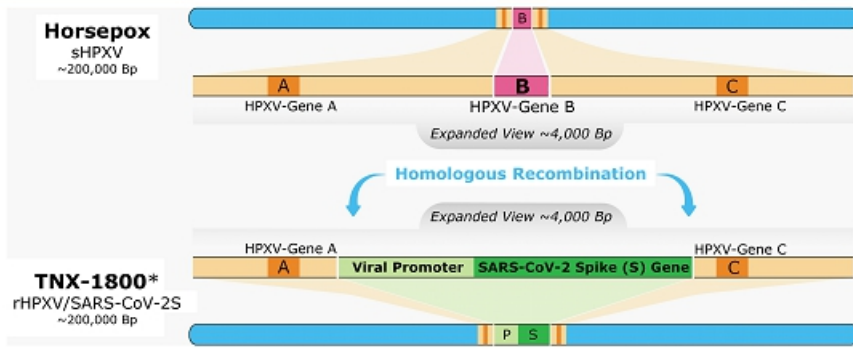 B
Horsepox
sHPXV
~200,000 Bp
A B C
HPXV-Gene A HPXV-Gene B HPXV-Gene C
Expanded View ~4,000 Bp
Homologous Recombination
Expanded View ~4,000 Bp
HPXV-Gene A HPXV-Gene C
A Viral Promoter SARS-CoV-2 Spike (S) Gene C
TNX-1800*
rHPXV/SARS-CoV-2S
~200,000 Bp
P S